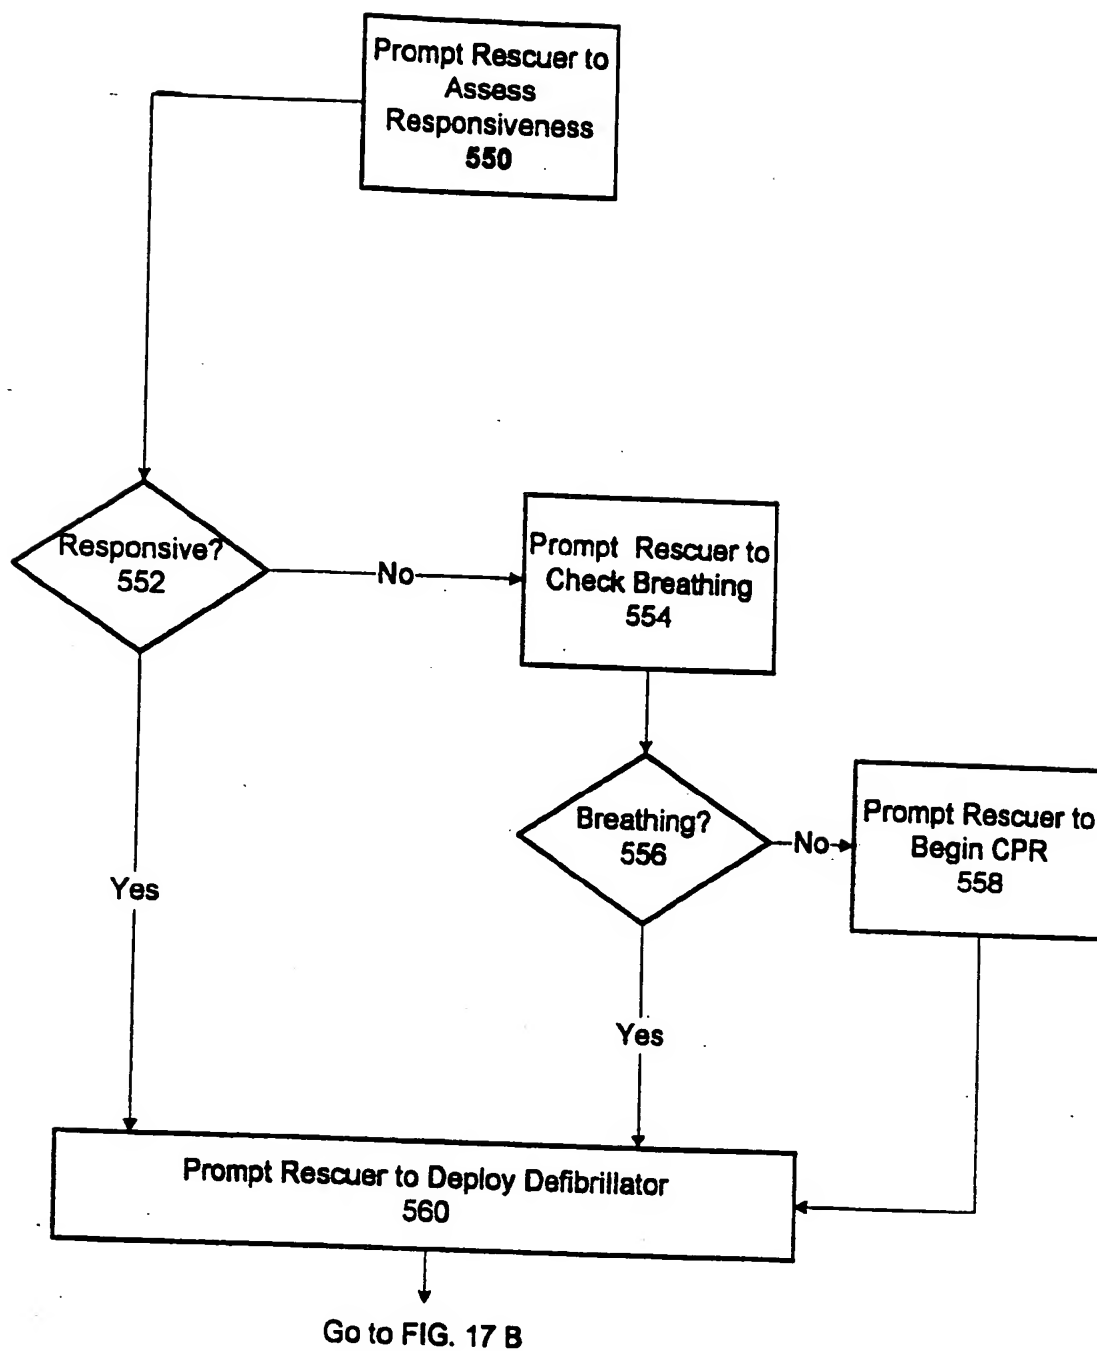 Prompt Rescuer to
Assess
Responsiveness
550
Responsive?
552
No
Prompt Rescuer to
Check Breathing
554
Breathing?
556
No
Prompt Rescuer to
Begin CPR
558
Yes
Yes
Prompt Rescuer to Deploy Defibrillator
560
Go to FIG. 17 B